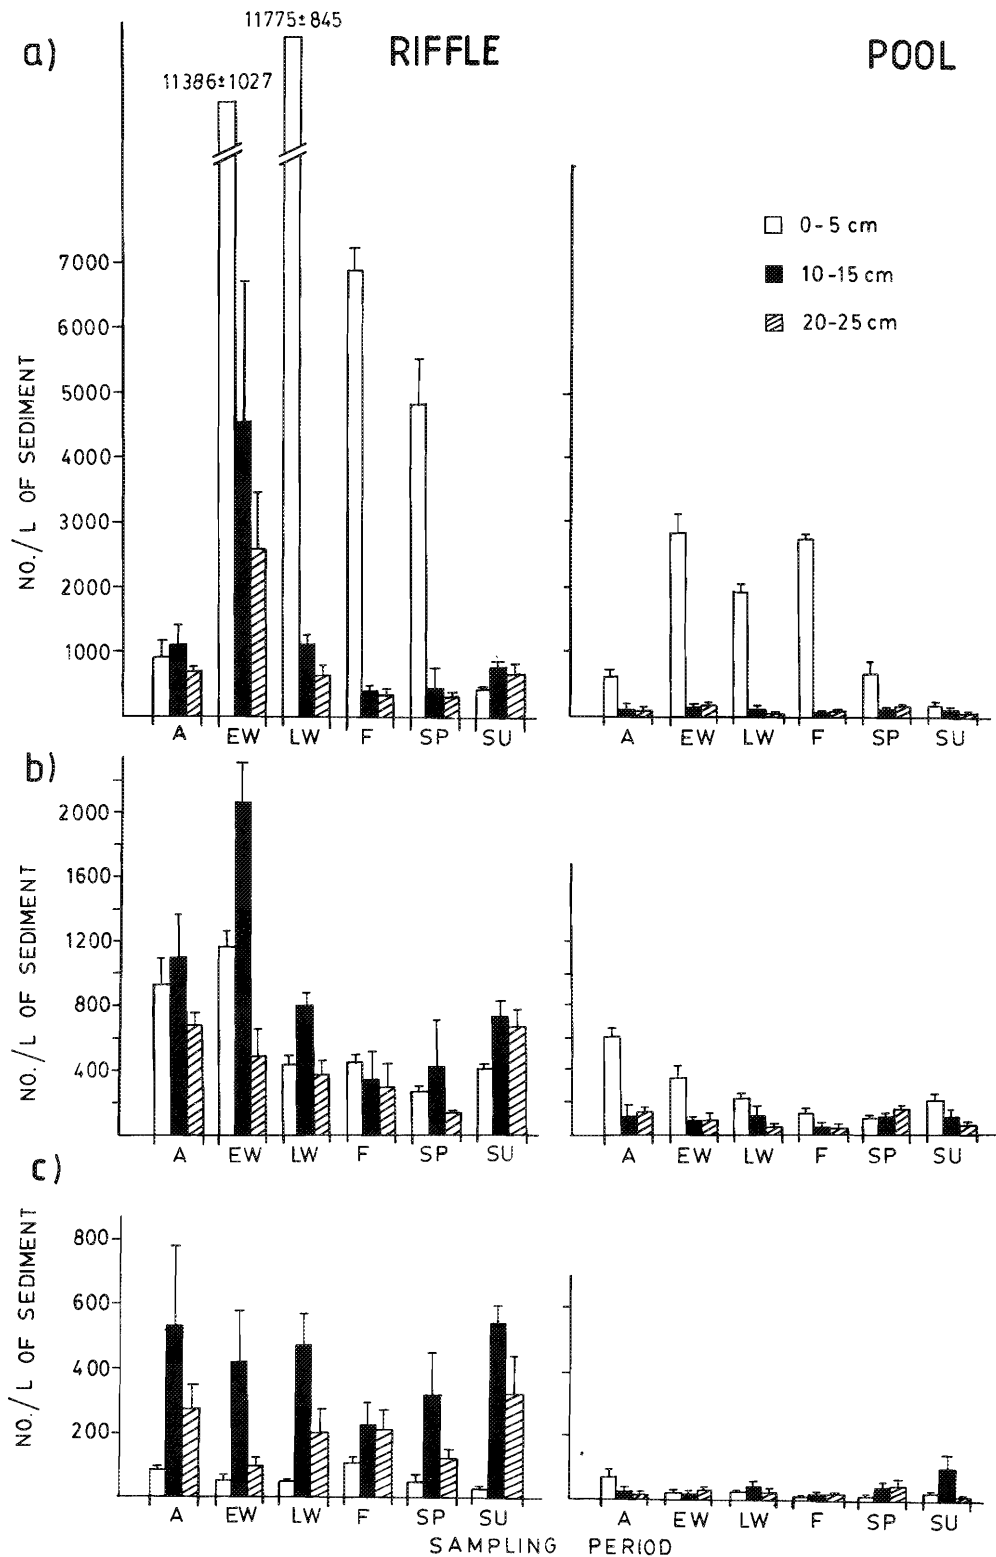 a)
11775±845
RIFFLE
POOL
11386±1027
0-5 cm
10-15 cm
20-25 cm
7000
6000
5000
4000
3000
2000
1000
NO./L OF SEDIMENT
A EW LW F SP SU
A EW LW F SP SU
b)
2000
1600
1200
800
400
NO./L OF SEDIMENT
A EW LW F SP SU
A EW LW F SP SU
c)
800
600
400
200
NO./L OF SEDIMENT
A EW LW F SP SU
A EW LW F SP SU
SAMPLING PERIOD